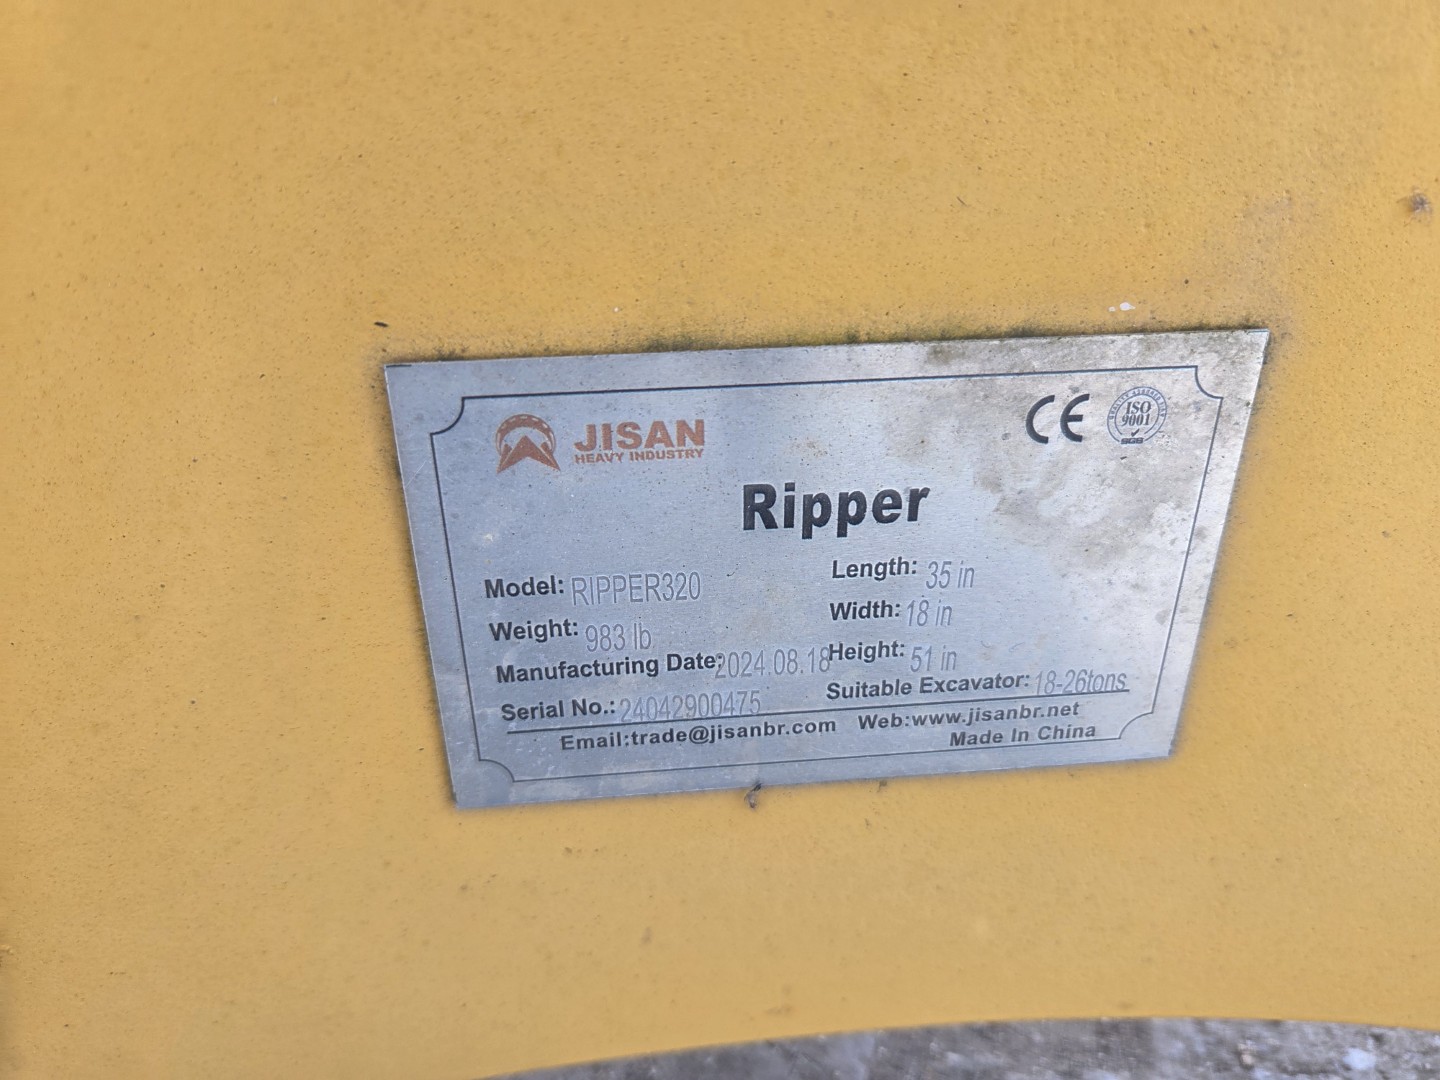 JISAN
HEAVY INDUSTRY
CE
ISO
9001
SGS
Ripper
Model: RIPPER320
Weight: 983 lb
Manufacturing Date: 2024.08.18
Serial No.: 24042900475
Length: 35 in
Width: 18 in
Height: 51 in
Suitable Excavator: 18-26tons
Email:trade@jisanbr.com Web:www.jisanbr.net
Made In China